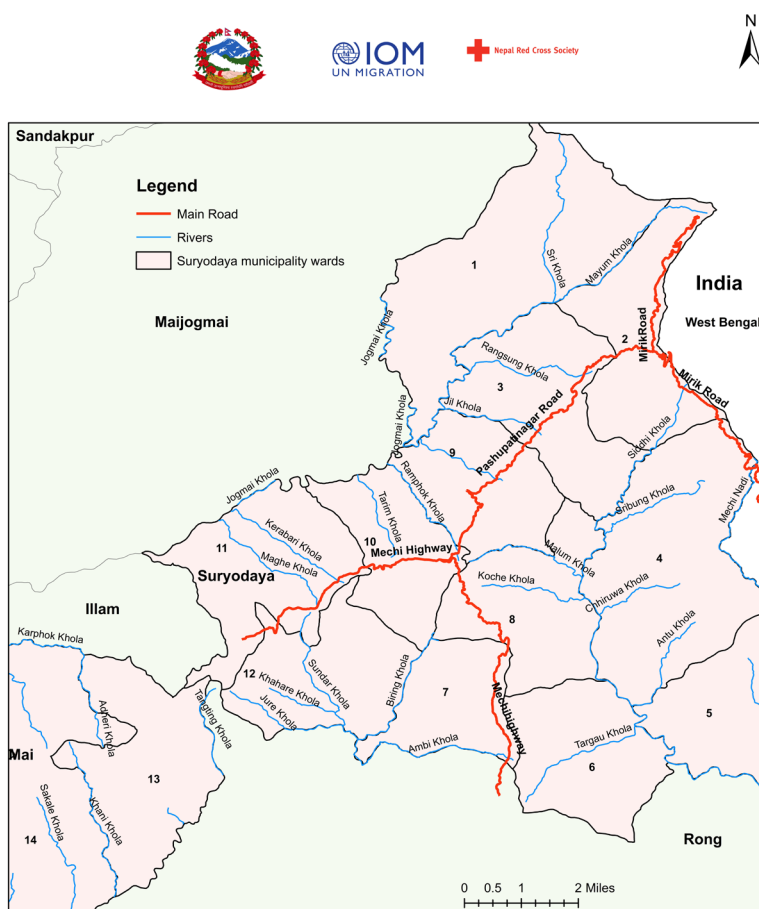 N
IOM
UN MIGRATION
Nepal Red Cross Society
Sandakpur
Legend
Main Road
Rivers
Suryodaya municipality wards
1
Sri Khola
Mayum Khola
India
West Bengal
Maijogmai
Jogmai Khola
2
MirikRoad
Rangsung Khola
3
Mirik Road
Jil Khola
Pashupatinagar Road
Jogmai Khola
Siddhi Khola
9
Ramphok Khola
Jogmai Khola
Tarim Khola
Sribung Khola
Mechi Nadi
Kerabari Khola
11
10
Mechi Highway
Malum Khola
4
Maghe Khola
Suryodaya
Koche Khola
Chhiruwa Khola
Illam
8
Antu Khola
Karphok Khola
12
Khahare Khola
Sundar Khola
Biring Khola
7
Mechihighway
5
Jure Khola
Tangting Khola
Adheri Khola
Targau Khola
Ambi Khola
6
Mai
13
Sakale Khola
Khani Khola
14
Rong
0 0.5 1 2 Miles